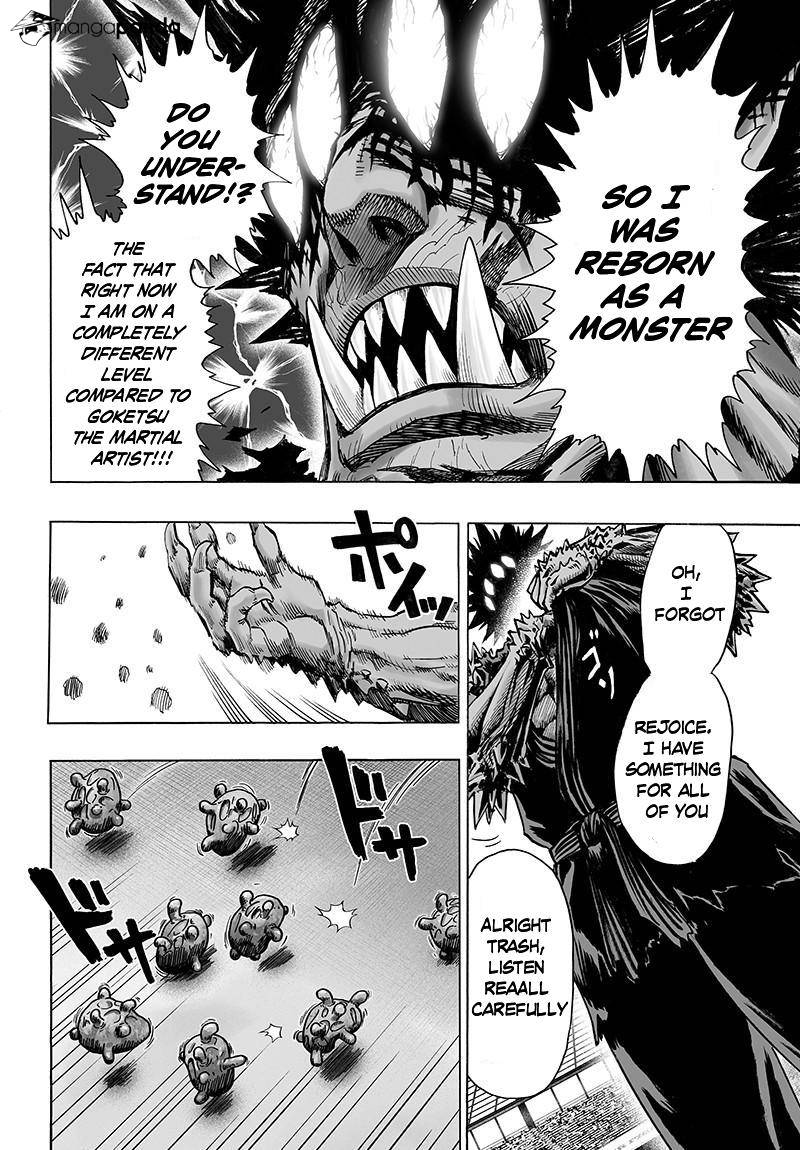 mangapanda
SO I
WAS
REBORN
AS A
MONSTER
DO
YOU
UNDER-
STAND!?
THE
FACT THAT
RIGHT NOW
I AM ON A
COMPLETELY
DIFFERENT
LEVEL
COMPARED TO
GOKETSU
THE MARTIAL
ARTIST!!!
OH,
I
FORGOT
グン
REJOICE.
I HAVE
SOMETHING
FOR ALL
OF YOU
ALRIGHT
TRASH,
LISTEN
REAALL
CAREFULLY
ポイッ
ドサ
ドサ